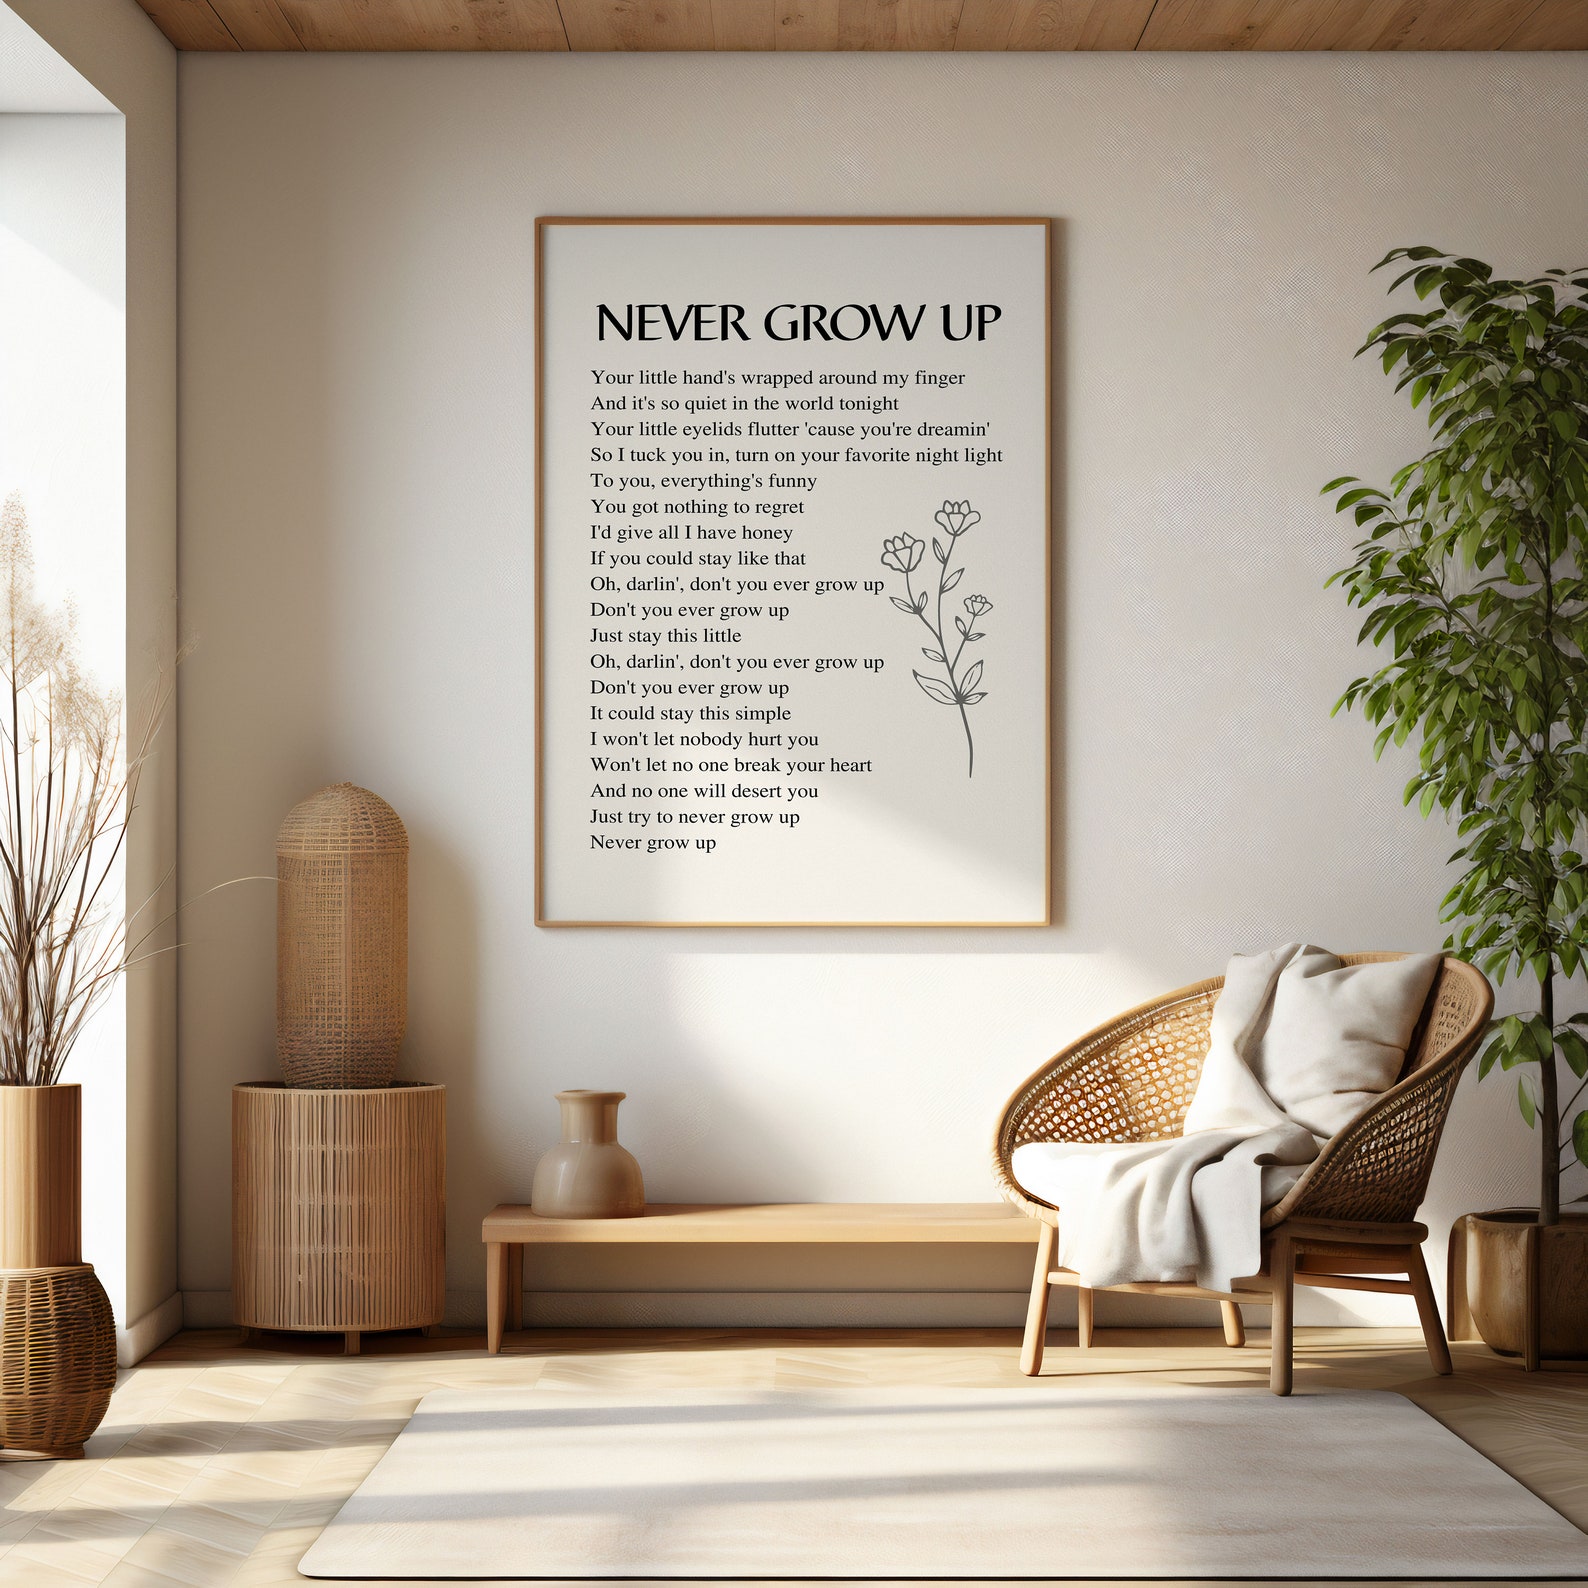 NEVER GROW UP
Your little hand's wrapped around my finger
And it's so quiet in the world tonight
Your little eyelids flutter 'cause you're dreamin'
So I tuck you in, turn on your favorite night light
To you, everything's funny
You got nothing to regret
I'd give all I have honey
If you could stay like that
Oh, darlin', don't you ever grow up
Don't you ever grow up
Just stay this little
Oh, darlin', don't you ever grow up
Don't you ever grow up
It could stay this simple
I won't let nobody hurt you
Won't let no one break your heart
And no one will desert you
Just try to never grow up
Never grow up